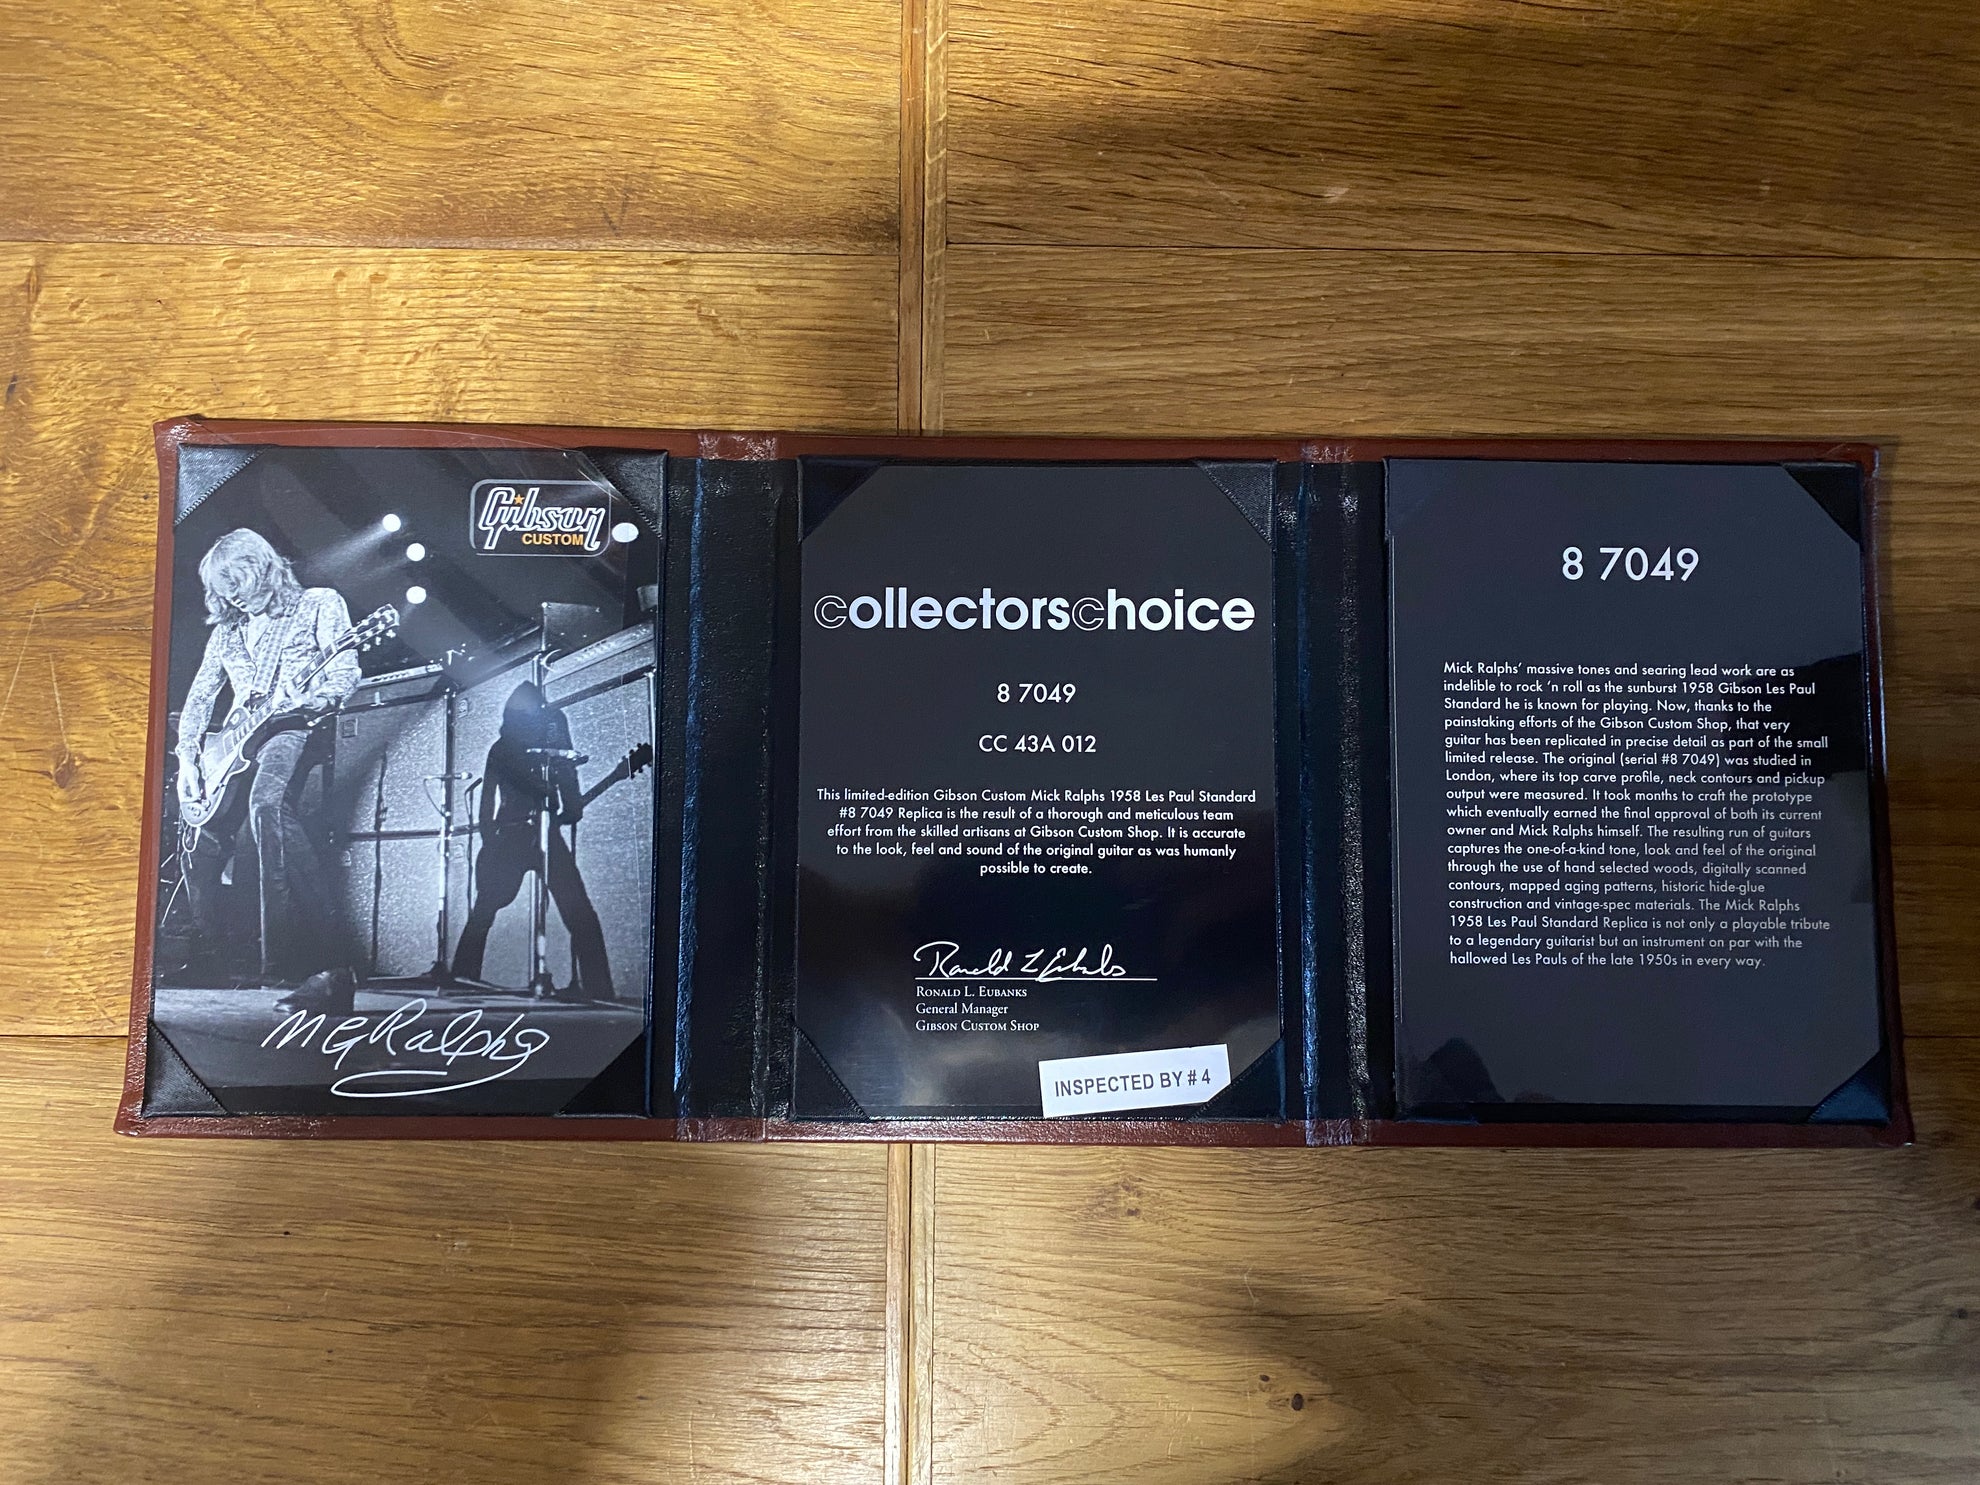 Gibson
CUSTOM
MGRalphs
collectorschoice
8 7049
CC 43A 012
This limited-edition Gibson Custom Mick Ralphs 1958 Les Paul Standard
#8 7049 Replica is the result of a thorough and meticulous team
effort from the skilled artisans at Gibson Custom Shop. It is accurate
to the look, feel and sound of the original guitar as was humanly
possible to create.
Ronald L Eubanks
RONALD L. EUBANKS
General Manager
GIBSON CUSTOM SHOP
INSPECTED BY # 4
8 7049
Mick Ralphs' massive tones and searing lead work are as
indelible to rock 'n roll as the sunburst 1958 Gibson Les Paul
Standard he is known for playing. Now, thanks to the
painstaking efforts of the Gibson Custom Shop, that very
guitar has been replicated in precise detail as part of the small
limited release. The original (serial #8 7049) was studied in
London, where its top carve profile, neck contours and pickup
output were measured. It took months to craft the prototype
which eventually earned the final approval of both its current
owner and Mick Ralphs himself. The resulting run of guitars
captures the one-of-a-kind tone, look and feel of the original
through the use of hand selected woods, digitally scanned
contours, mapped aging patterns, historic hide-glue
construction and vintage-spec materials. The Mick Ralphs
1958 Les Paul Standard Replica is not only a playable tribute
to a legendary guitarist but an instrument on par with the
hallowed Les Pauls of the late 1950s in every way.